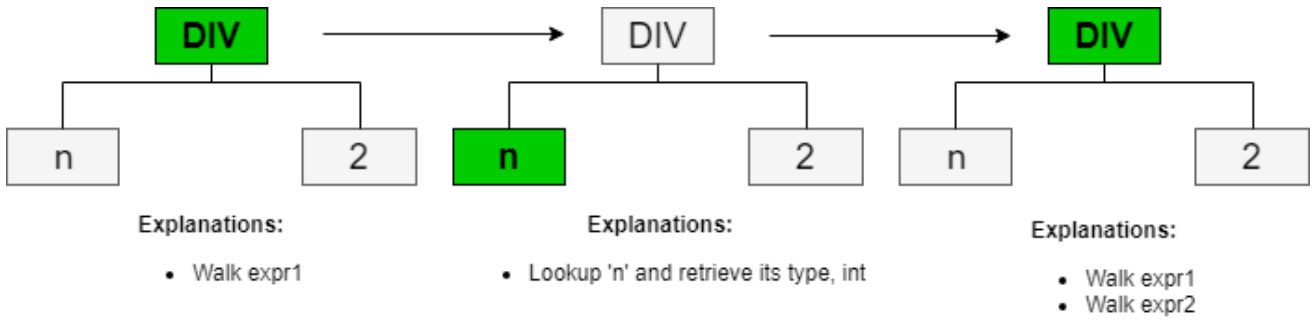 DIV
n
2
Explanations:
• Walk expr1
DIV
n
2
Explanations:
• Lookup 'n' and retrieve its type, int
DIV
n
2
Explanations:
• Walk expr1
• Walk expr2